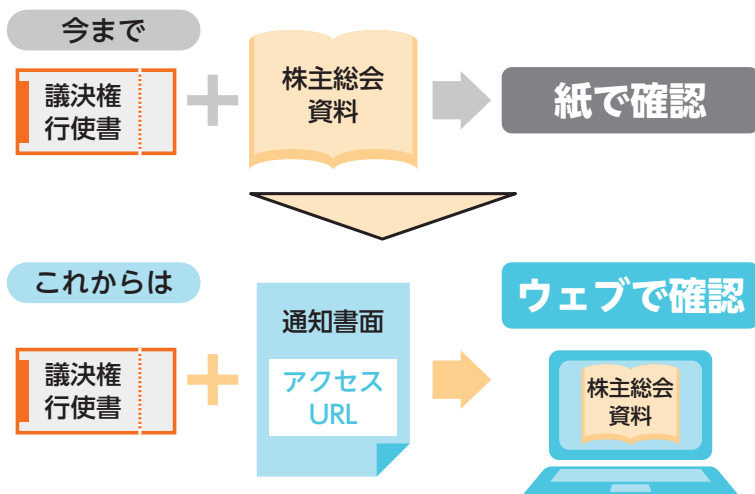 今まで
議決権
行使書
株主総会
資料
紙で確認
これからは
議決権
行使書
通知書面
アクセス
URL
ウェブで確認
株主総会
資料